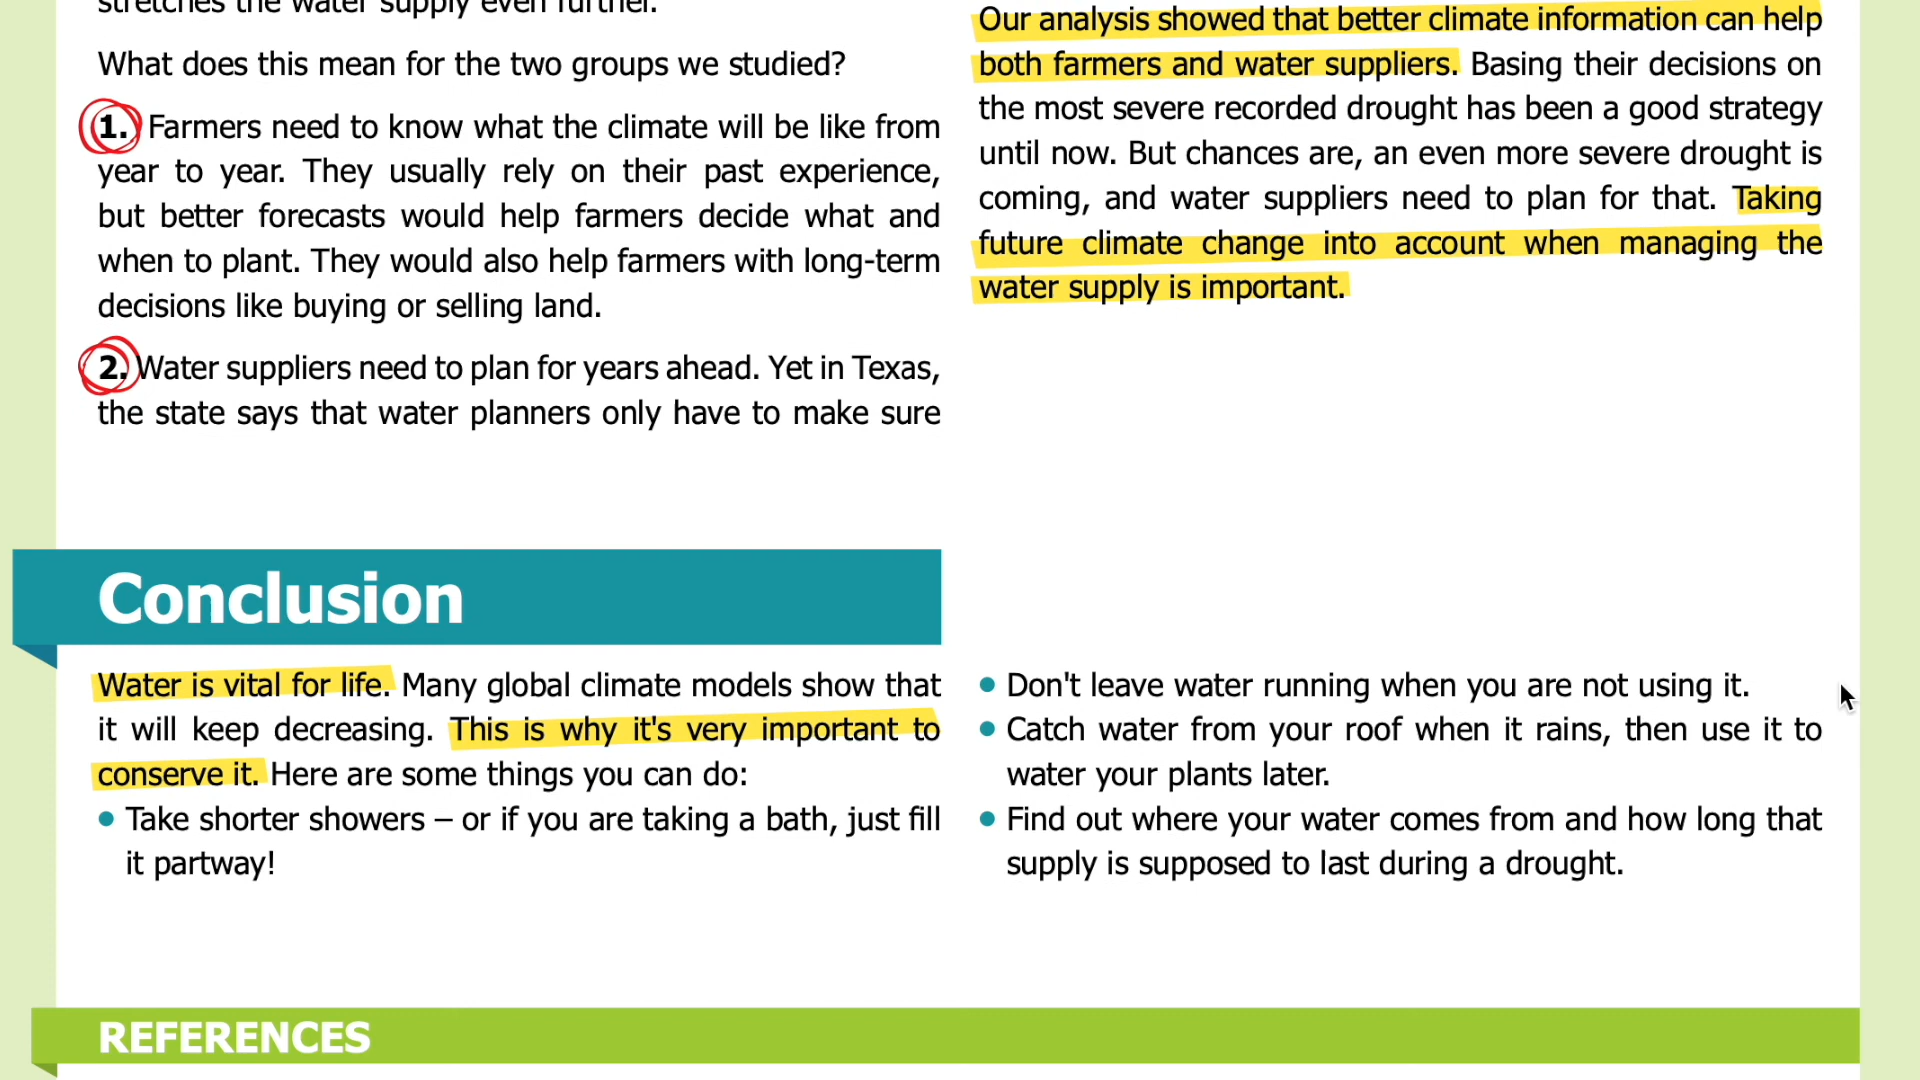 stretches the water supply even further.
What does this mean for the two groups we studied?
1. Farmers need to know what the climate will be like from
year to year. They usually rely on their past experience,
but better forecasts would help farmers decide what and
when to plant. They would also help farmers with long-term
decisions like buying or selling land.
2. Water suppliers need to plan for years ahead. Yet in Texas,
the state says that water planners only have to make sure
Our analysis showed that better climate information can help
both farmers and water suppliers. Basing their decisions on
the most severe recorded drought has been a good strategy
until now. But chances are, an even more severe drought is
coming, and water suppliers need to plan for that. Taking
future climate change into account when managing the
water supply is important.
Conclusion
Water is vital for life. Many global climate models show that
it will keep decreasing. This is why it's very important to
conserve it. Here are some things you can do:
• Take shorter showers – or if you are taking a bath, just fill
it partway!
• Don't leave water running when you are not using it.
• Catch water from your roof when it rains, then use it to
water your plants later.
• Find out where your water comes from and how long that
supply is supposed to last during a drought.
REFERENCES